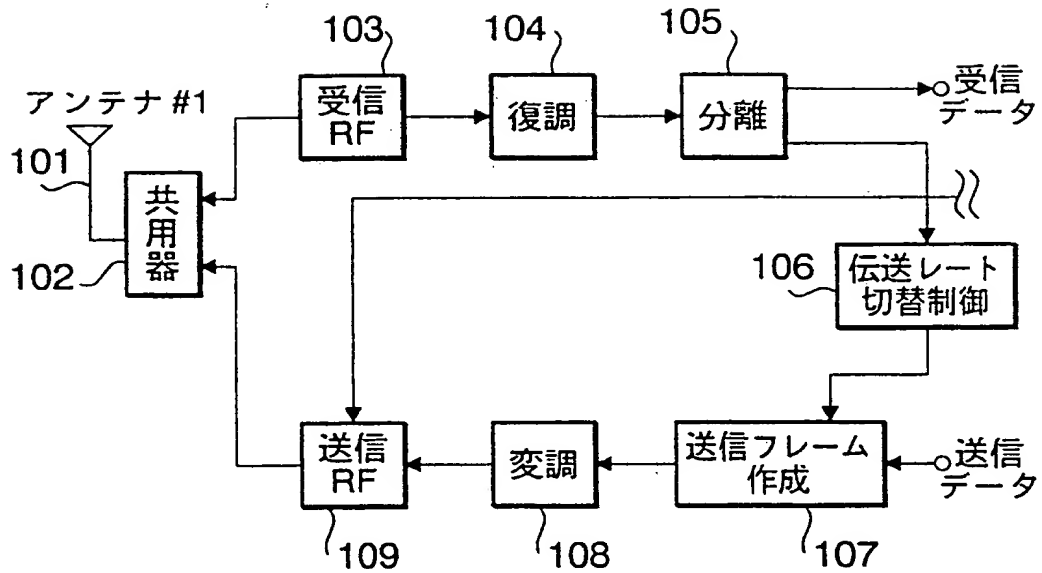 103
104
105
アンテナ #1
受信
RF
復調
分離
受信
データ
101
共用器
102
106
伝送レート
切替制御
送信
RF
変調
送信フレーム
作成
送信
データ
109
108
107